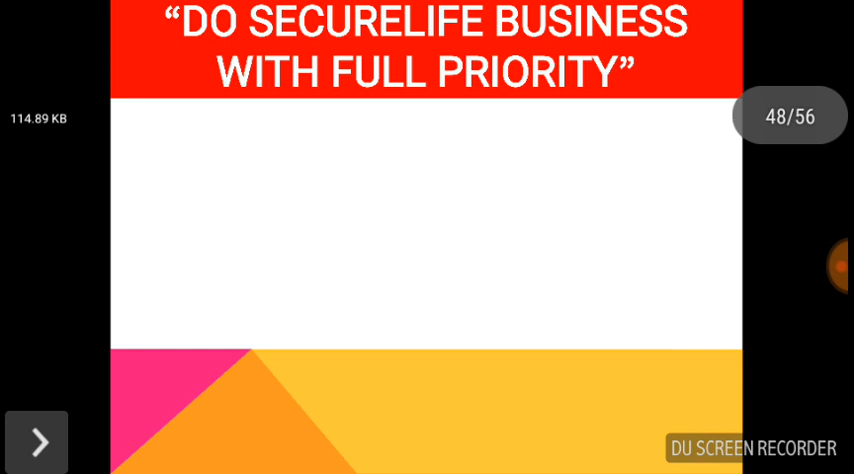 “DO SECURELIFE BUSINESS
WITH FULL PRIORITY”
114.89 KB
48/56
DU SCREEN RECORDER